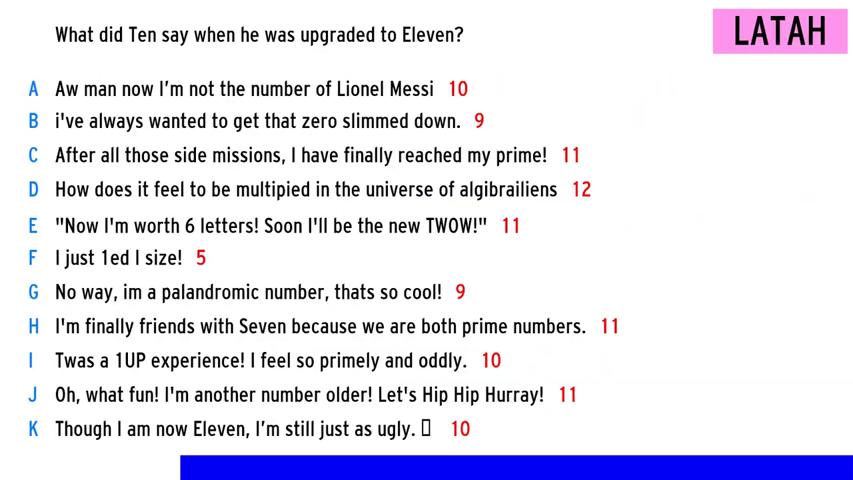 What did Ten say when he was upgraded to Eleven?
LATAH
A Aw man now I'm not the number of Lionel Messi 10
B i've always wanted to get that zero slimmed down. 9
C After all those side missions, I have finally reached my prime! 11
D How does it feel to be multipied in the universe of algibrailiens 12
E "Now I'm worth 6 letters! Soon I'll be the new TWOW!" 11
F I just 1ed I size! 5
G No way, im a palandromic number, thats so cool! 9
H I'm finally friends with Seven because we are both prime numbers. 11
I Twas a 1UP experience! I feel so primely and oddly. 10
J Oh, what fun! I'm another number older! Let's Hip Hip Hurray! 11
K Though I am now Eleven, I'm still just as ugly. ▯ 10